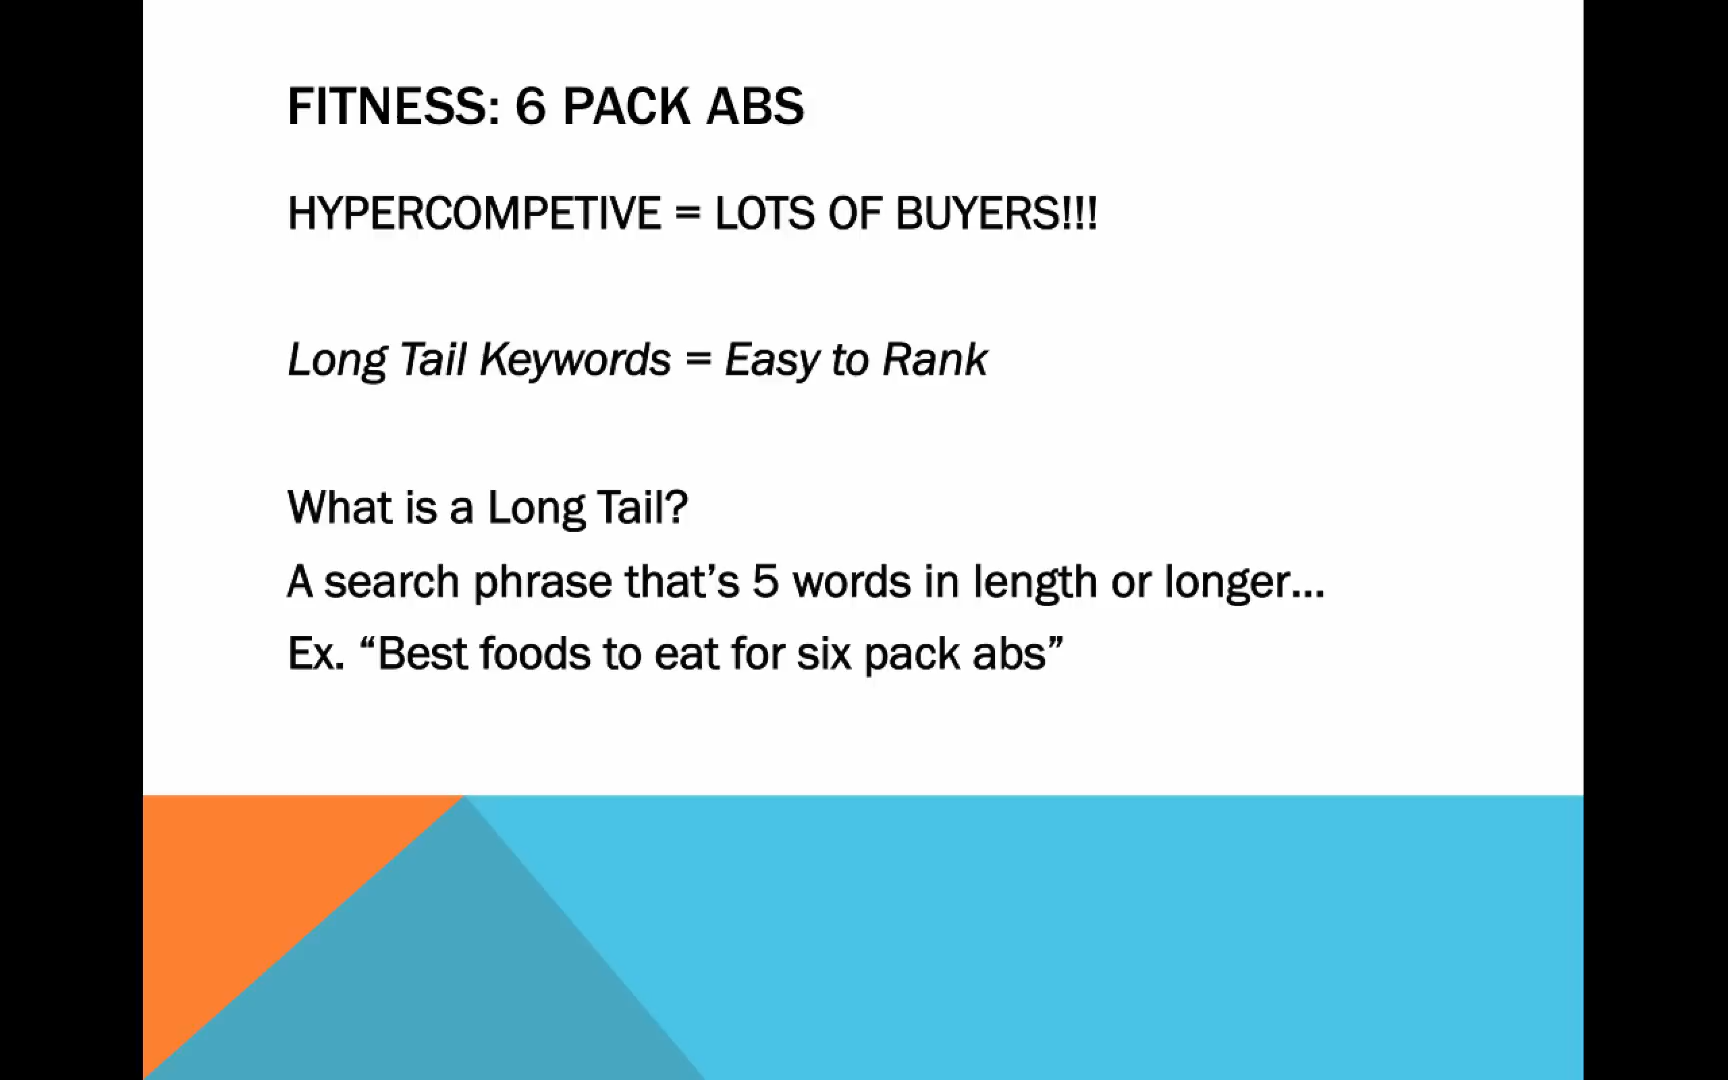 FITNESS: 6 PACK ABS
HYPERCOMPETIVE = LOTS OF BUYERS!!!
Long Tail Keywords = Easy to Rank
What is a Long Tail?
A search phrase that’s 5 words in length or longer…
Ex. “Best foods to eat for six pack abs”